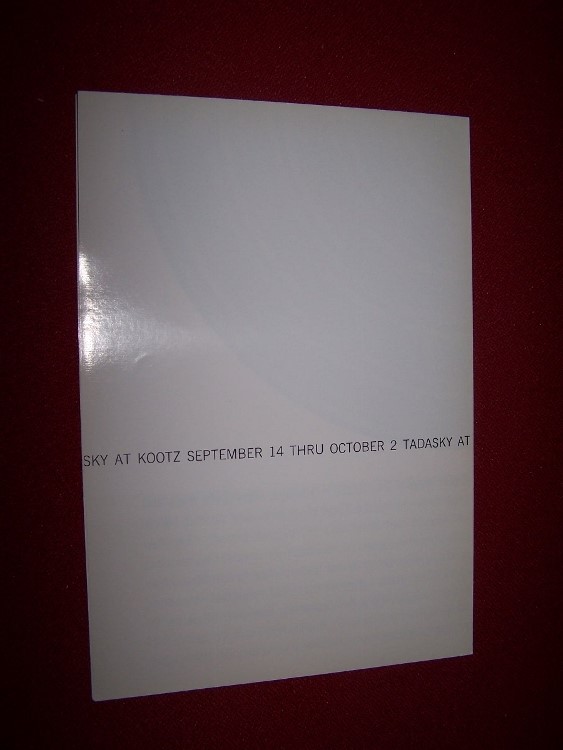 SKY AT KOOTZ SEPTEMBER 14 THRU OCTOBER 2 TADASKY AT